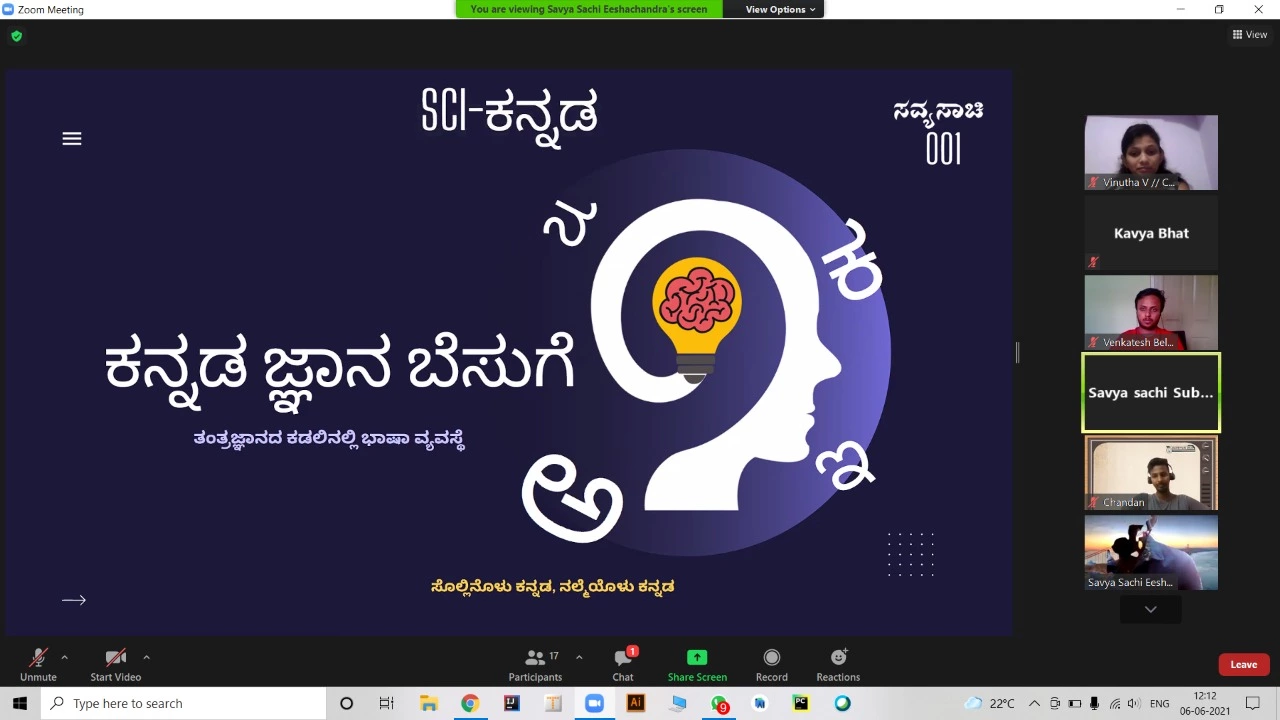 Zoom Meeting
You are viewing Savya Sachi Eeshachandra's screen
View Options
View
SCI-ಕನ್ನಡ
ಸವ್ಯಸಾಚಿ
001
ನ
ಕ
ಕನ್ನಡ ಜ್ಞಾನ ಬೆಸುಗೆ
ತಂತ್ರಜ್ಞಾನದ ಕಡಲಿನಲ್ಲಿ ಭಾಷಾ ವ್ಯವಸ್ಥೆ
ಅ
ಇ
ಸೊಲ್ಲಿನೊಳು ಕನ್ನಡ, ನಲ್ಮೆಯೊಳು ಕನ್ನಡ
Vinutha V // C...
Kavya Bhat
Venkatesh Bel...
Savya sachi Sub...
Chandan
Savya Sachi Eesh...
Unmute
Start Video
17
Participants
1
Chat
Share Screen
Record
Reactions
Leave
Type here to search
Ai
9
PC
22°C
ENG
12:12
06-06-2021